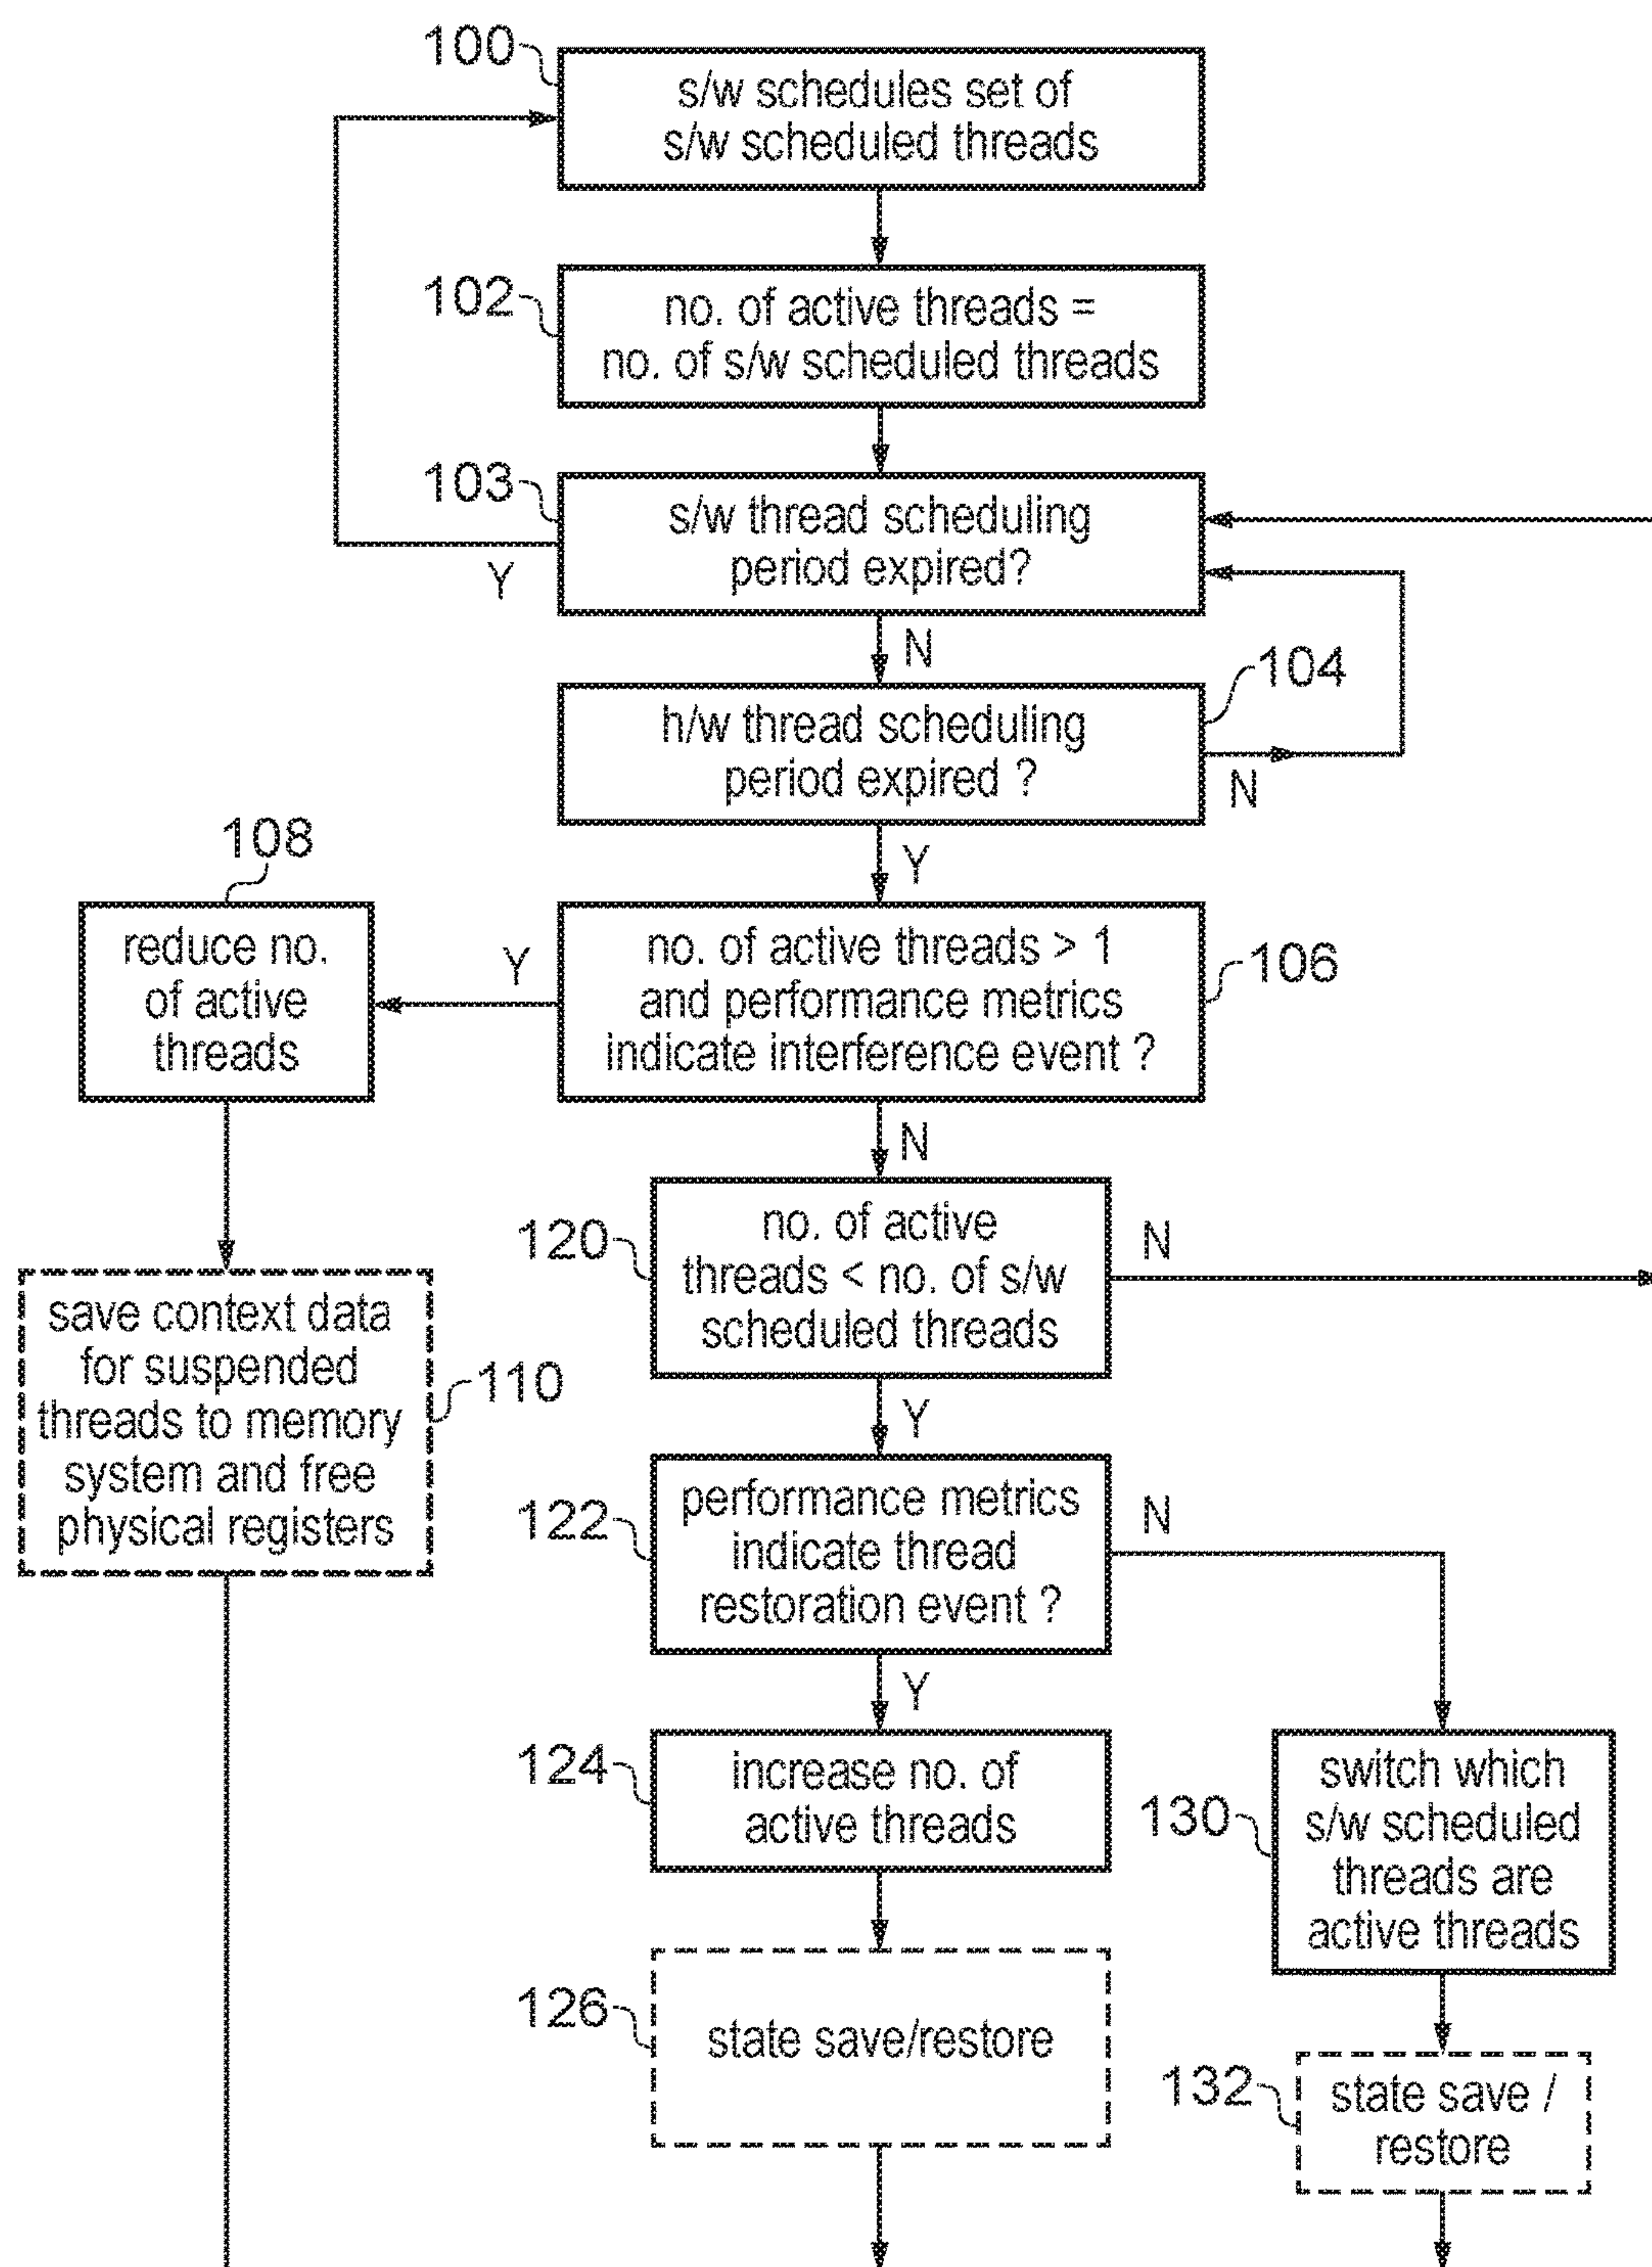 100
s/w schedules set of
s/w scheduled threads
102
no. of active threads =
no. of s/w scheduled threads
103
s/w thread scheduling
period expired?
Y
N
104
h/w thread scheduling
period expired ?
N
Y
108
reduce no.
of active
threads
Y
no. of active threads > 1
and performance metrics
indicate interference event ?
106
N
120
no. of active
threads < no. of s/w
scheduled threads
N
save context data
for suspended
threads to memory
system and free
physical registers
110
Y
122
performance metrics
indicate thread
restoration event ?
N
Y
124
increase no. of
active threads
130
switch which
s/w scheduled
threads are
active threads
126
state save/restore
132
state save /
restore